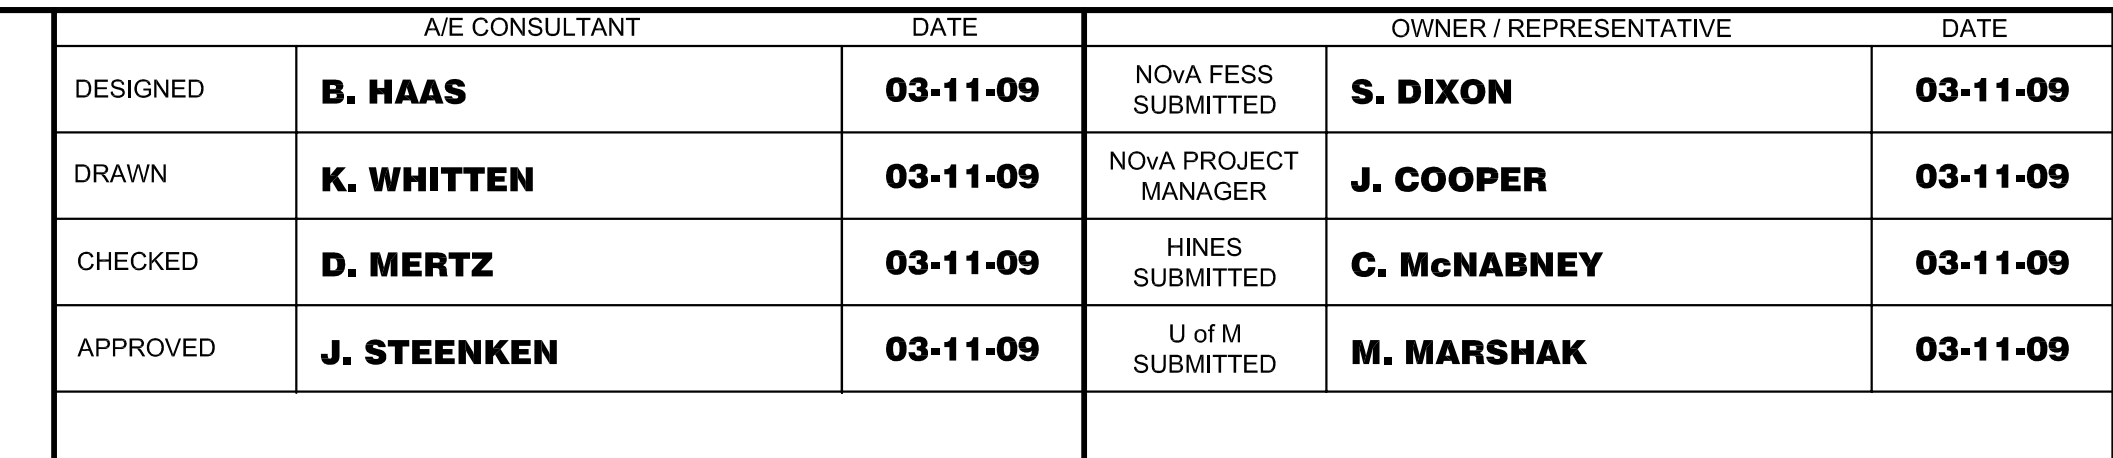 A/E CONSULTANT DATE OWNER / REPRESENTATIVE DATE
DESIGNED B. HAAS 03-11-09 NOvA FESS SUBMITTED S. DIXON 03-11-09
DRAWN K. WHITTEN 03-11-09 NOvA PROJECT MANAGER J. COOPER 03-11-09
CHECKED D. MERTZ 03-11-09 HINES SUBMITTED C. McNABNEY 03-11-09
APPROVED J. STEENKEN 03-11-09 U of M SUBMITTED M. MARSHAK 03-11-09